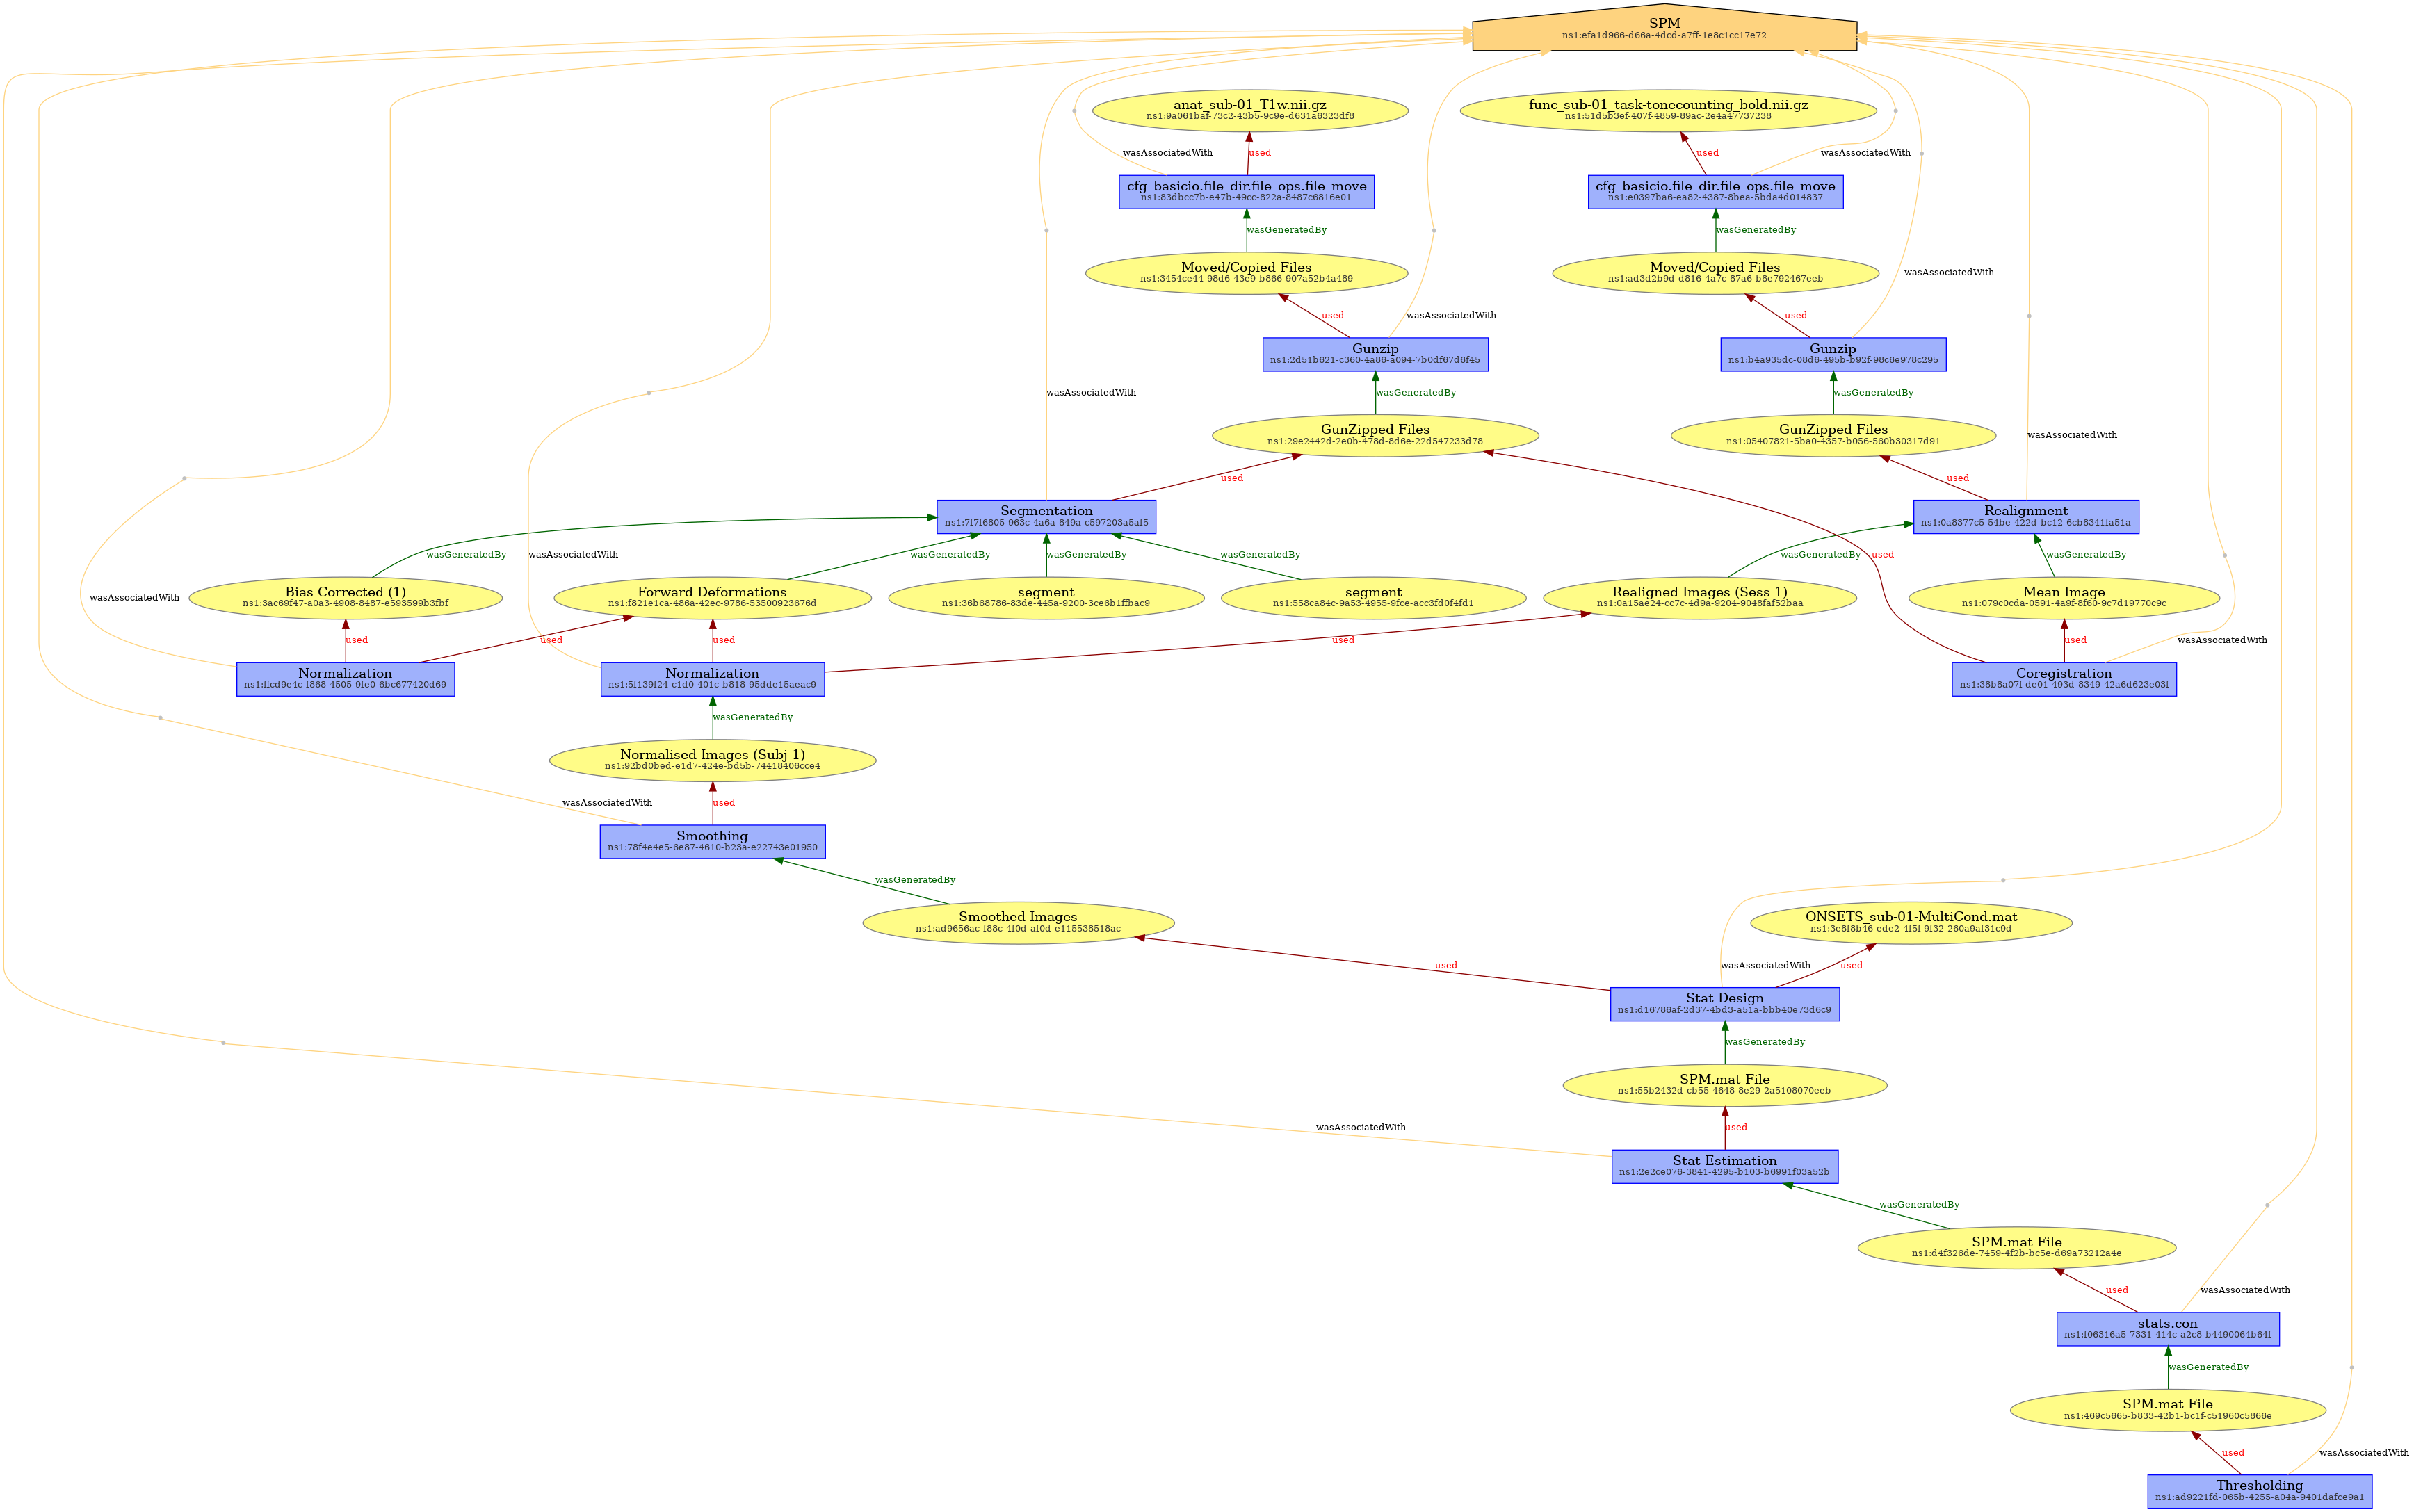 SPM
ns1:efa1d966-d66a-4dcd-a7ff-1e8c1cc17e72
anat_sub-01_T1w.nii.gz
ns1:9a061baf-73c2-43b5-9c9e-d631a6323df8
func_sub-01_task-tonecounting_bold.nii.gz
ns1:51d5b3ef-407f-4859-89ac-2e4a47737238
wasAssociatedWith
used
used
wasAssociatedWith
cfg_basicio.file_dir.file_ops.file_move
ns1:83dbcc7b-e47b-49cc-822a-8487c6816e01
cfg_basicio.file_dir.file_ops.file_move
ns1:e0397ba6-ea82-4387-8bea-5bda4d014837
wasGeneratedBy
wasGeneratedBy
Moved/Copied Files
ns1:3454ce44-98d6-43e9-b866-907a52b4a489
Moved/Copied Files
ns1:ad3d2b9d-d816-4a7c-87a6-b8e792467eeb
wasAssociatedWith
used
wasAssociatedWith
used
Gunzip
ns1:2d51b621-c360-4a86-a094-7b0df67d6f45
Gunzip
ns1:b4a935dc-08d6-495b-b92f-98c6e978c295
wasAssociatedWith
wasGeneratedBy
wasGeneratedBy
GunZipped Files
ns1:29e2442d-2e0b-478d-8d6e-22d547233d78
GunZipped Files
ns1:05407821-5ba0-4357-b056-560b30317d91
wasAssociatedWith
used
used
Segmentation
ns1:7f7f6805-963c-4a6a-849a-c597203a5af5
Realignment
ns1:0a8377c5-54be-422d-bc12-6cb8341fa51a
wasGeneratedBy
wasAssociatedWith
wasGeneratedBy
wasGeneratedBy
wasGeneratedBy
wasGeneratedBy
used
wasGeneratedBy
wasAssociatedWith
Bias Corrected (1)
ns1:3ac69f47-a0a3-4908-8487-e593599b3fbf
Forward Deformations
ns1:f821e1ca-486a-42ec-9786-53500923676d
segment
ns1:36b68786-83de-445a-9200-3ce6b1ffbac9
segment
ns1:558ca84c-9a53-4955-9fce-acc3fd0f4fd1
Realigned Images (Sess 1)
ns1:0a15ae24-cc7c-4d9a-9204-9048faf52baa
Mean Image
ns1:079c0cda-0591-4a9f-8f60-9c7d19770c9c
used
used
used
used
used
wasAssociatedWith
Normalization
ns1:ffcd9e4c-f868-4505-9fe0-6bc677420d69
Normalization
ns1:5f139f24-c1d0-401c-b818-95dde15aeac9
Coregistration
ns1:38b8a07f-de01-493d-8349-42a6d623e03f
wasGeneratedBy
Normalised Images (Subj 1)
ns1:92bd0bed-e1d7-424e-bd5b-74418406cce4
wasAssociatedWith
used
Smoothing
ns1:78f4e4e5-6e87-4610-b23a-e22743e01950
wasGeneratedBy
Smoothed Images
ns1:ad9656ac-f88c-4f0d-af0d-e115538518ac
ONSETS_sub-01-MultiCond.mat
ns1:3e8f8b46-ede2-4f5f-9f32-260a9af31c9d
used
wasAssociatedWith
used
Stat Design
ns1:d16786af-2d37-4bd3-a51a-bbb40e73d6c9
wasGeneratedBy
SPM.mat File
ns1:55b2432d-cb55-4648-8e29-2a5108070eeb
wasAssociatedWith
used
Stat Estimation
ns1:2e2ce076-3841-4295-b103-b6991f03a52b
wasGeneratedBy
SPM.mat File
ns1:d4f326de-7459-4f2b-bc5e-d69a73212a4e
used
wasAssociatedWith
stats.con
ns1:f06316a5-7331-414c-a2c8-b4490064b64f
wasGeneratedBy
SPM.mat File
ns1:469c5665-b833-42b1-bc1f-c51960c5866e
used
wasAssociatedWith
Thresholding
ns1:ad9221fd-065b-4255-a04a-9401dafce9a1